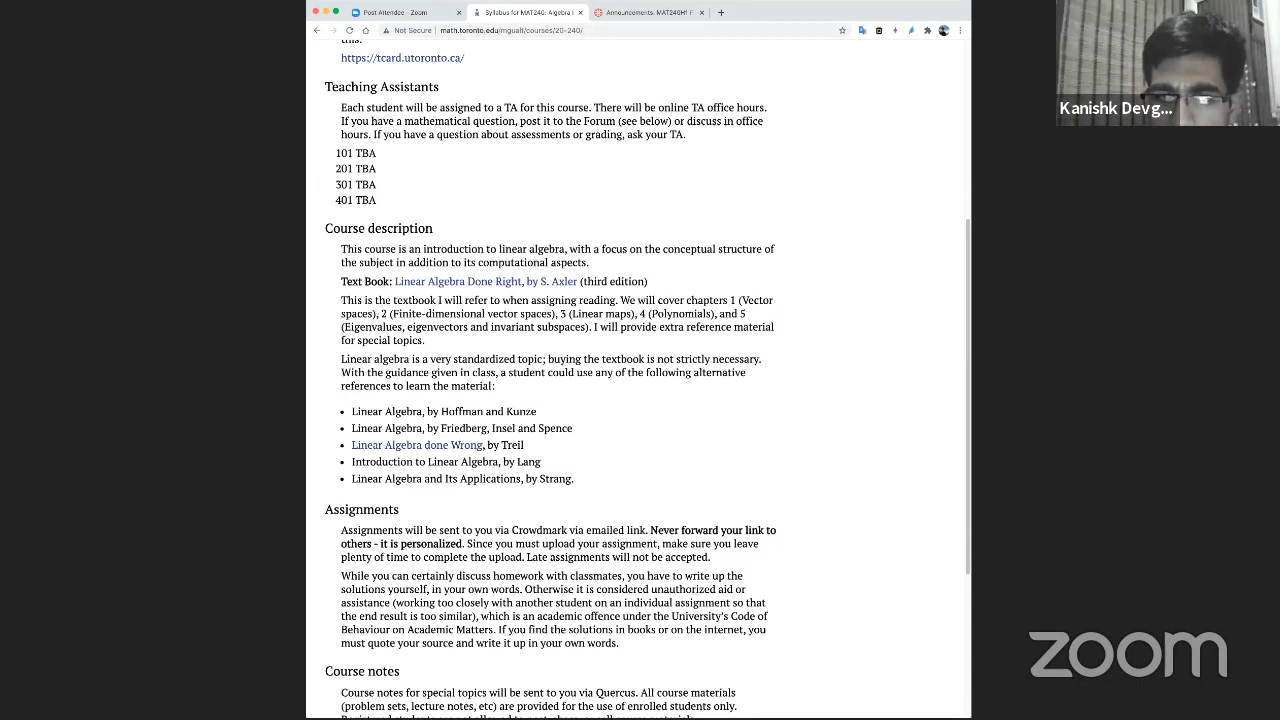 Post Attendee - Zoom
Syllabus for MAT240: Algebra I
Announcements: MAT240H1 F
Not Secure
math.toronto.edu/mgualt/courses/20-240/
this.
https://tcard.utoronto.ca/
Teaching Assistants
Each student will be assigned to a TA for this course. There will be online TA office hours.
If you have a mathematical question, post it to the Forum (see below) or discuss in office
hours. If you have a question about assessments or grading, ask your TA.
101 TBA
201 TBA
301 TBA
401 TBA
Course description
This course is an introduction to linear algebra, with a focus on the conceptual structure of
the subject in addition to its computational aspects.
Text Book: Linear Algebra Done Right, by S. Axler (third edition)
This is the textbook I will refer to when assigning reading. We will cover chapters 1 (Vector
spaces), 2 (Finite-dimensional vector spaces), 3 (Linear maps), 4 (Polynomials), and 5
(Eigenvalues, eigenvectors and invariant subspaces). I will provide extra reference material
for special topics.
Linear algebra is a very standardized topic; buying the textbook is not strictly necessary.
With the guidance given in class, a student could use any of the following alternative
references to learn the material:
• Linear Algebra, by Hoffman and Kunze
• Linear Algebra, by Friedberg, Insel and Spence
• Linear Algebra done Wrong, by Treil
• Introduction to Linear Algebra, by Lang
• Linear Algebra and Its Applications, by Strang.
Assignments
Assignments will be sent to you via Crowdmark via emailed link. Never forward your link to
others - it is personalized. Since you must upload your assignment, make sure you leave
plenty of time to complete the upload. Late assignments will not be accepted.
While you can certainly discuss homework with classmates, you have to write up the
solutions yourself, in your own words. Otherwise it is considered unauthorized aid or
assistance (working too closely with another student on an individual assignment so that
the end result is too similar), which is an academic offence under the University's Code of
Behaviour on Academic Matters. If you find the solutions in books or on the internet, you
must quote your source and write it up in your own words.
Course notes
Course notes for special topics will be sent to you via Quercus. All course materials
(problem sets, lecture notes, etc) are provided for the use of enrolled students only.
Kanishk Devg...
zoom